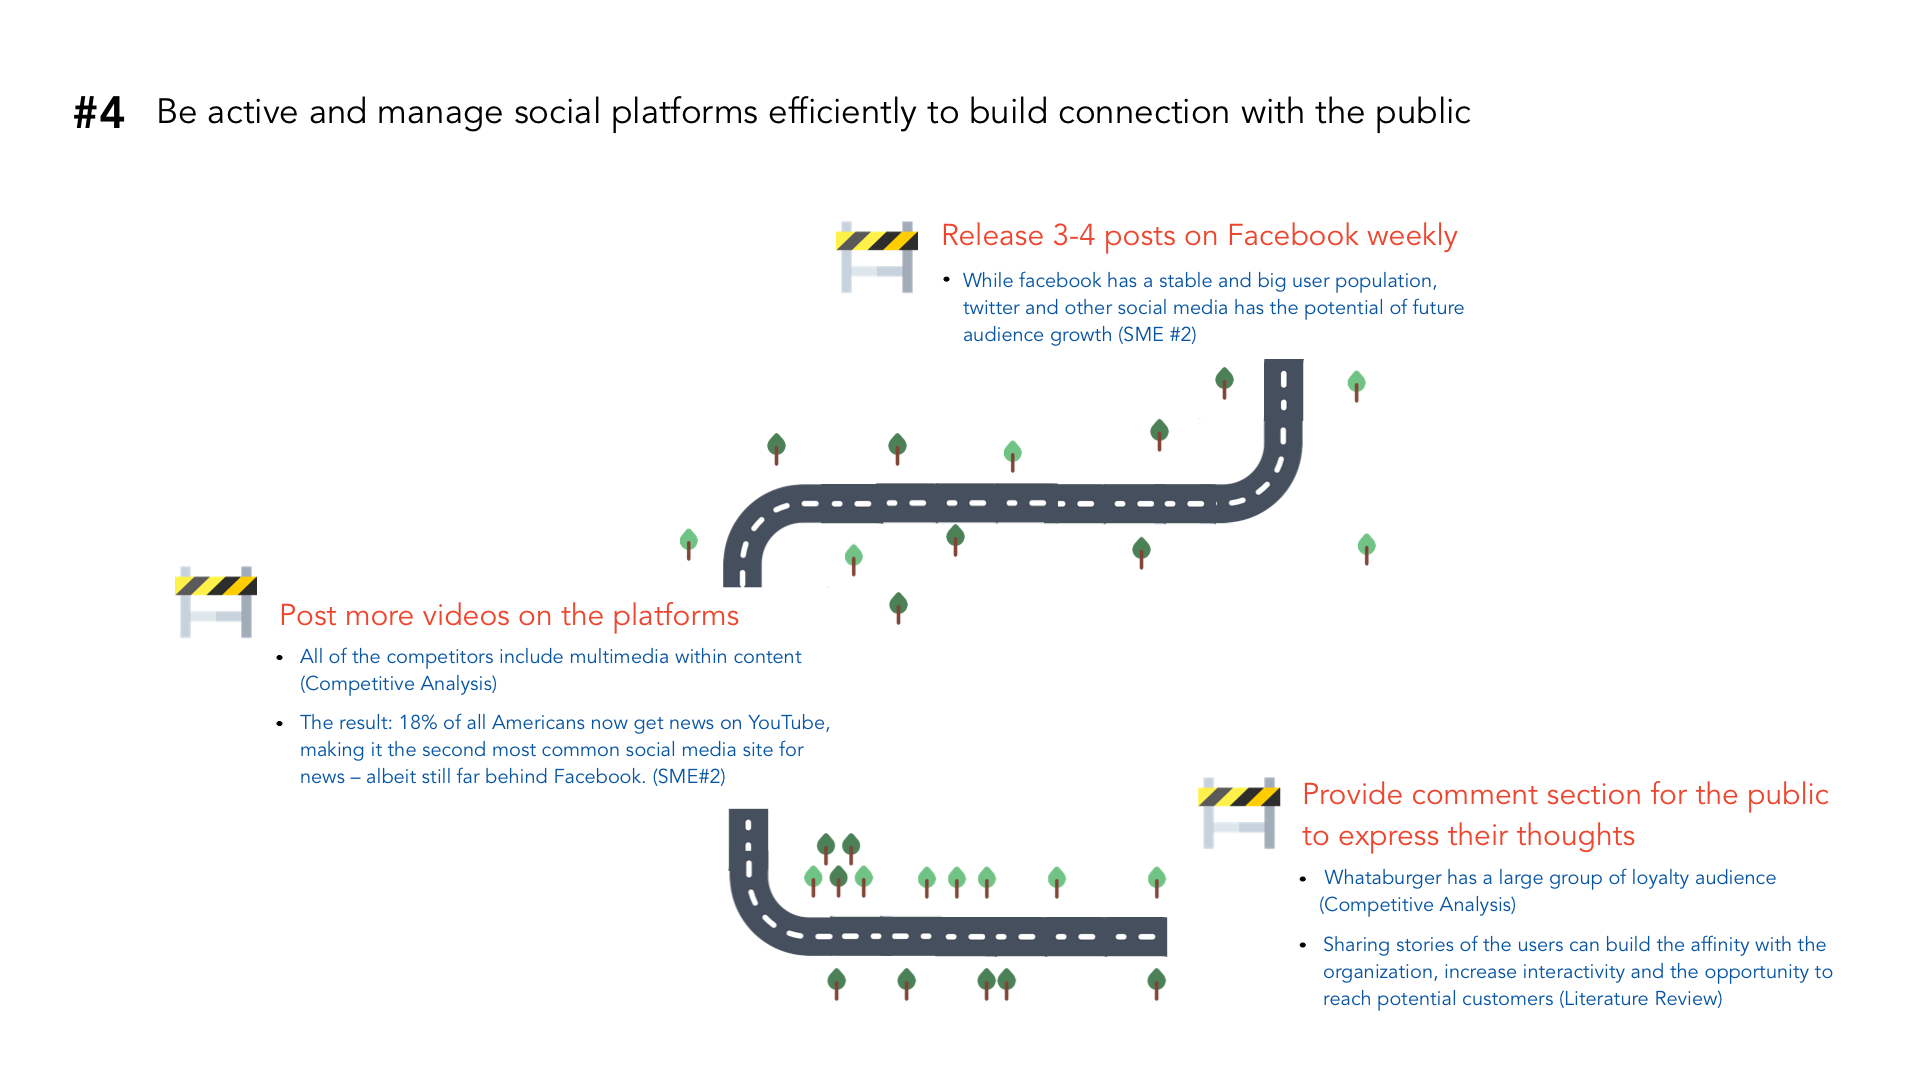 #4 Be active and manage social platforms efficiently to build connection with the public
Release 3-4 posts on Facebook weekly
• While facebook has a stable and big user population,
twitter and other social media has the potential of future
audience growth (SME #2)
Post more videos on the platforms
• All of the competitors include multimedia within content
(Competitive Analysis)
• The result: 18% of all Americans now get news on YouTube,
making it the second most common social media site for
news – albeit still far behind Facebook. (SME#2)
Provide comment section for the public
to express their thoughts
• Whataburger has a large group of loyalty audience
(Competitive Analysis)
• Sharing stories of the users can build the affinity with the
organization, increase interactivity and the opportunity to
reach potential customers (Literature Review)